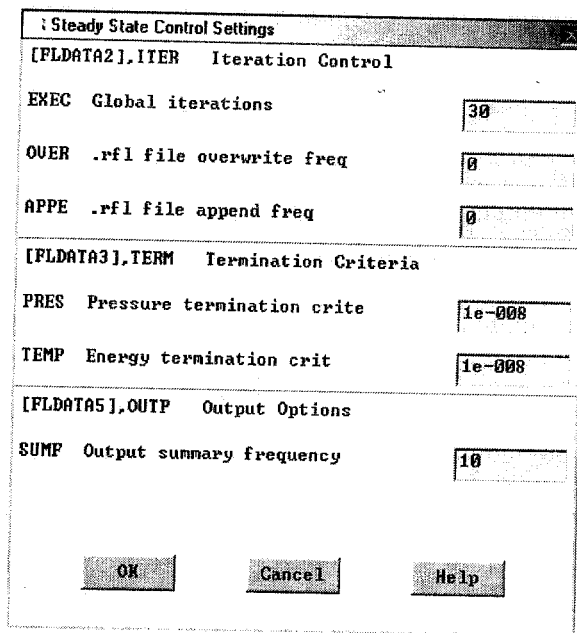 Steady State Control Settings
[FLDATA2],ITER Iteration Control
EXEC Global iterations 30
OVER .rfl file overwrite freq 0
APPE .rfl file append freq 0
[FLDATA3],TERM Termination Criteria
PRES Pressure termination crite 1e-008
TEMP Energy termination crit 1e-008
[FLDATA5],OUTP Output Options
SUMF Output summary frequency 10
OK Cancel Help